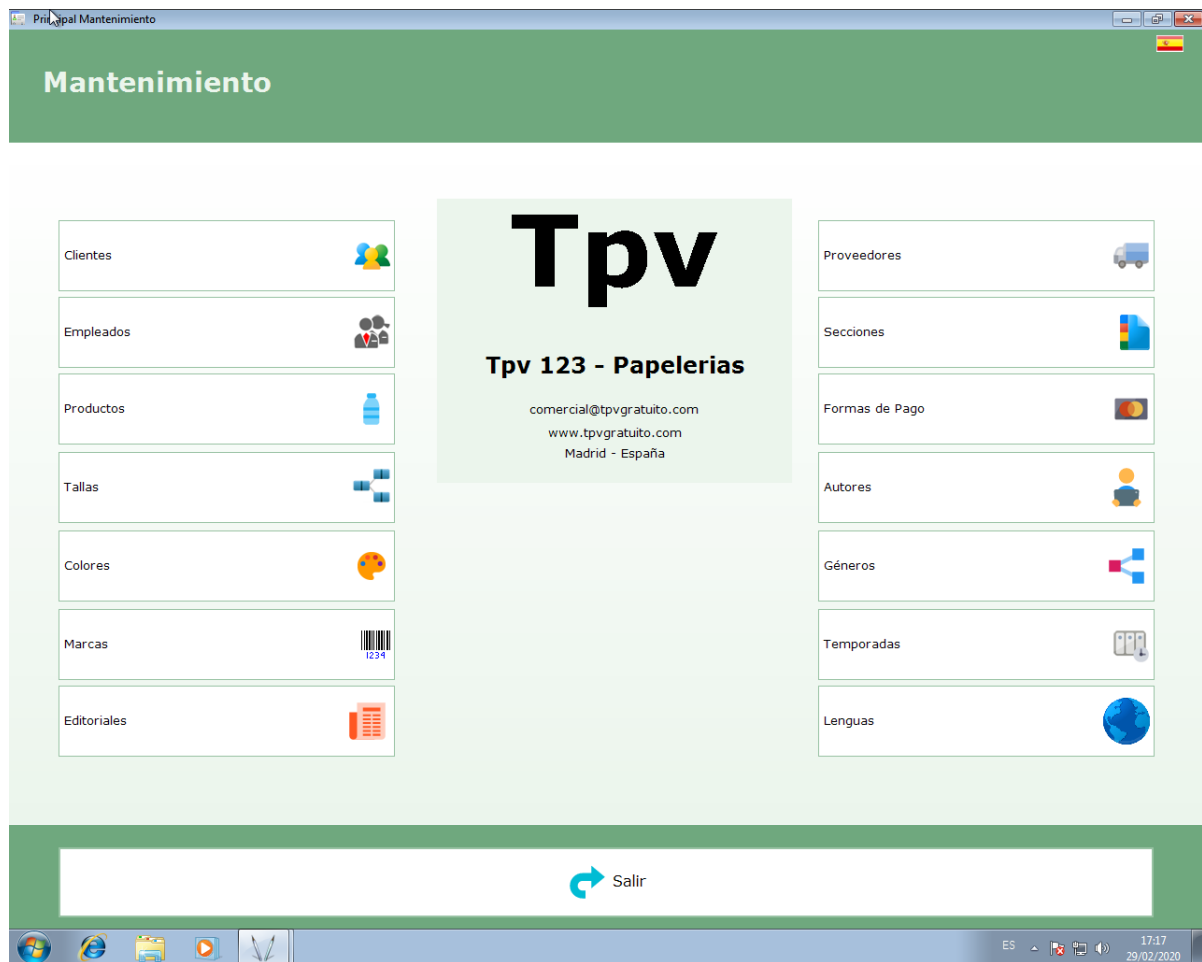 Principal Mantenimiento
Mantenimiento
Clientes
Empleados
Productos
Tallas
Colores
Marcas
1234
Editoriales
Tpv
Tpv 123 - Papelerias
comercial@tpvgratuito.com
www.tpvgratuito.com
Madrid - España
Proveedores
Secciones
Formas de Pago
Autores
Géneros
Temporadas
Lenguas
Salir
ES
17:17
29/02/2020